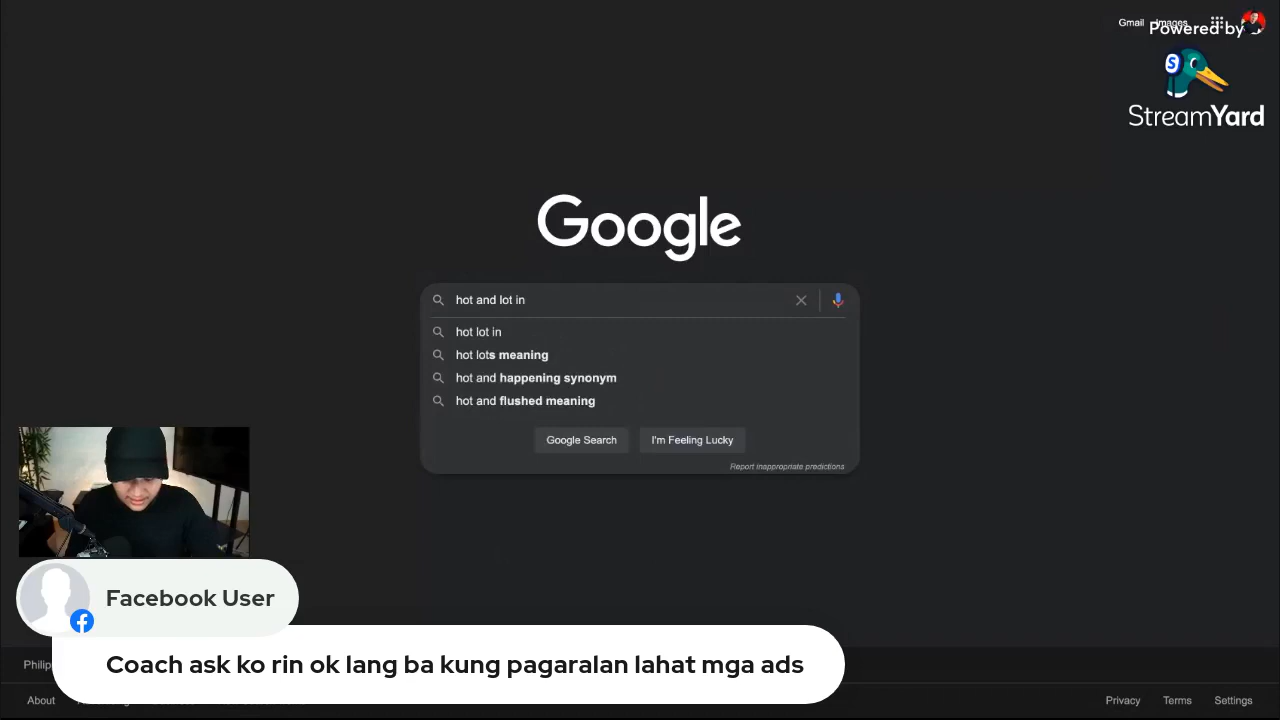 Gmail
Images
Powered by
S
StreamYard
Google
hot and lot in
hot lot in
hot lots meaning
hot and happening synonym
hot and flushed meaning
Google Search
I'm Feeling Lucky
Report inappropriate predictions
Facebook User
Coach ask ko rin ok lang ba kung pagaralan lahat mga ads
Philip
About
Privacy
Terms
Settings